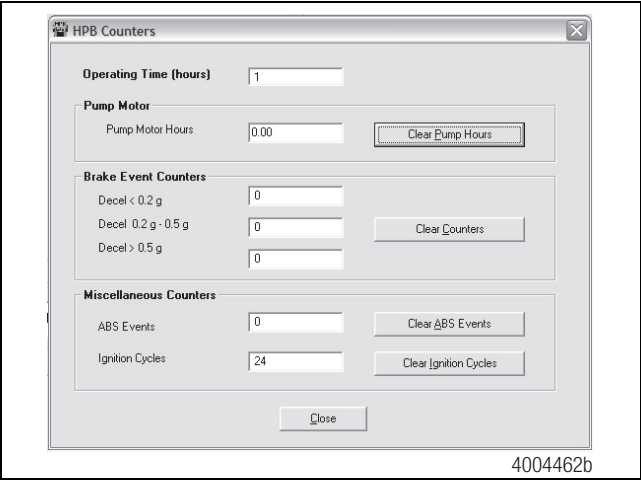 HPB Counters
Operating Time (hours) 1
Pump Motor
Pump Motor Hours 0.00 Clear Pump Hours
Brake Event Counters
Decel < 0.2 g 0
Decel 0.2 g - 0.5 g 0 Clear Counters
Decel > 0.5 g 0
Miscellaneous Counters
ABS Events 0 Clear ABS Events
Ignition Cycles 24 Clear Ignition Cycles
Close
4004462b